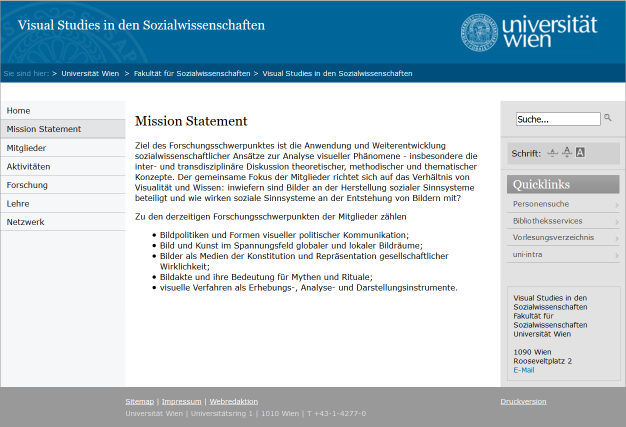 Visual Studies in den Sozialwissenschaften
universität
wien
Sie sind hier: > Universität Wien > Fakultät für Sozialwissenschaften > Visual Studies in den Sozialwissenschaften
Home
Mission Statement
Mitglieder
Aktivitäten
Forschung
Lehre
Netzwerk
Mission Statement
Ziel des Forschungsschwerpunktes ist die Anwendung und Weiterentwicklung
sozialwissenschaftlicher Ansätze zur Analyse visueller Phänomene - insbesondere die
inter- und transdisziplinäre Diskussion theoretischer, methodischer und thematischer
Konzepte. Der gemeinsame Fokus der Mitglieder richtet sich auf das Verhältnis von
Visualität und Wissen: inwiefern sind Bilder an der Herstellung sozialer Sinnsysteme
beteiligt und wie wirken soziale Sinnsysteme an der Entstehung von Bildern mit?
Zu den derzeitigen Forschungsschwerpunkten der Mitglieder zählen
• Bildpolitiken und Formen visueller politischer Kommunikation;
• Bild und Kunst im Spannungsfeld globaler und lokaler Bildräume;
• Bilder als Medien der Konstitution und Repräsentation gesellschaftlicher
Wirklichkeit;
• Bildakte und ihre Bedeutung für Mythen und Rituale;
• visuelle Verfahren als Erhebungs-, Analyse- und Darstellungsinstrumente.
Suche...
Schrift: A A A
Quicklinks
Personensuche
Bibliotheksservices
Vorlesungsverzeichnis
uni-intra
Visual Studies in den
Sozialwissenschaften
Fakultät für
Sozialwissenschaften
Universität Wien
1090 Wien
Rooseveltplatz 2
E-Mail
Sitemap | Impressum | Webredaktion
Universität Wien | Universitätsring 1 | 1010 Wien | T +43-1-4277-0
Druckversion